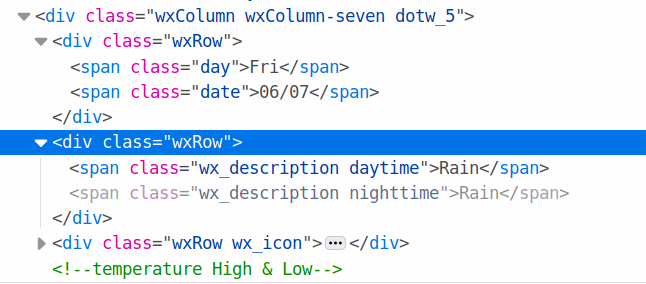 <div class="wxColumn wxColumn-seven dotw_5">
<div class="wxRow">
<span class="day">Fri</span>
<span class="date">06/07</span>
</div>
<div class="wxRow">
<span class="wx_description daytime">Rain</span>
<span class="wx_description nighttime">Rain</span>
</div>
<div class="wxRow wx_icon">⋯</div>
<!--temperature High & Low-->